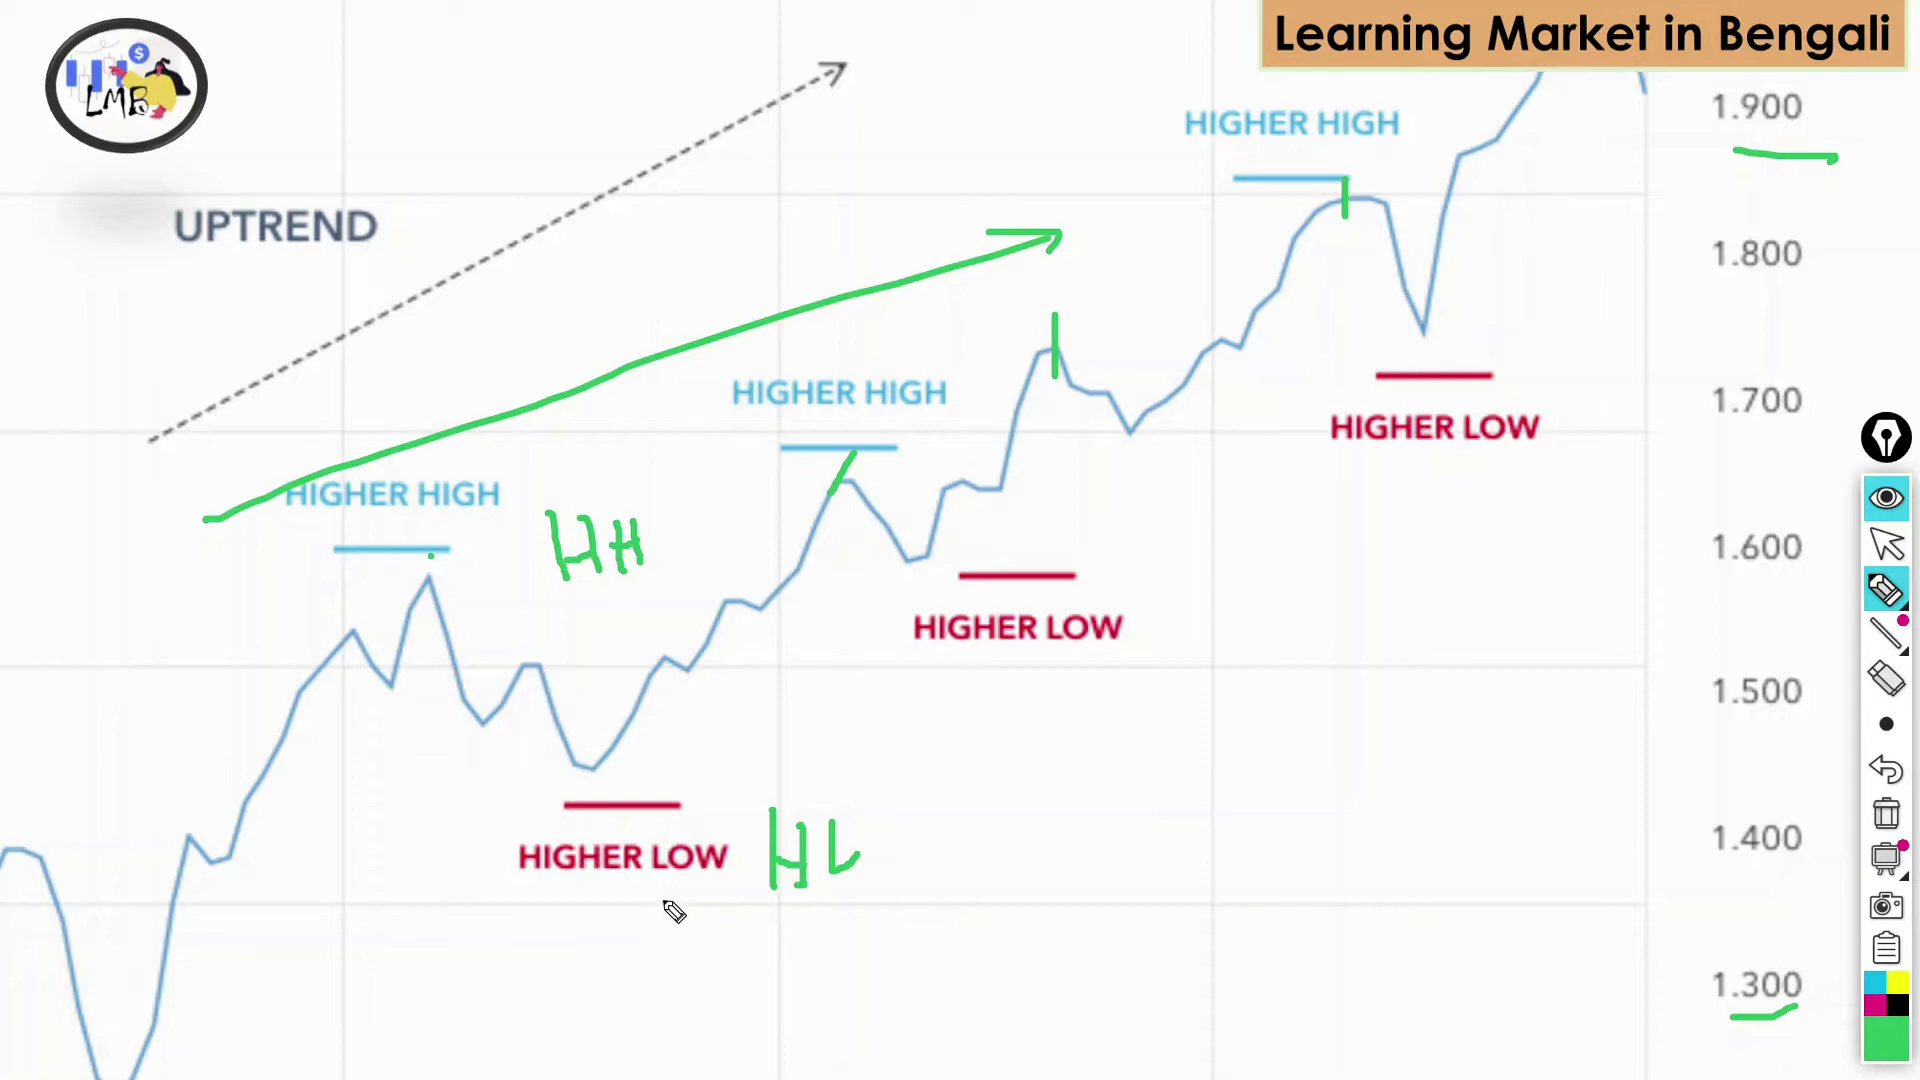 Learning Market in Bengali
$
LMB
1.900
HIGHER HIGH
UPTREND
1.800
HIGHER HIGH
1.700
HIGHER LOW
HIGHER HIGH
HH
1.600
HIGHER LOW
1.500
1.400
HIGHER LOW
HL
1.300